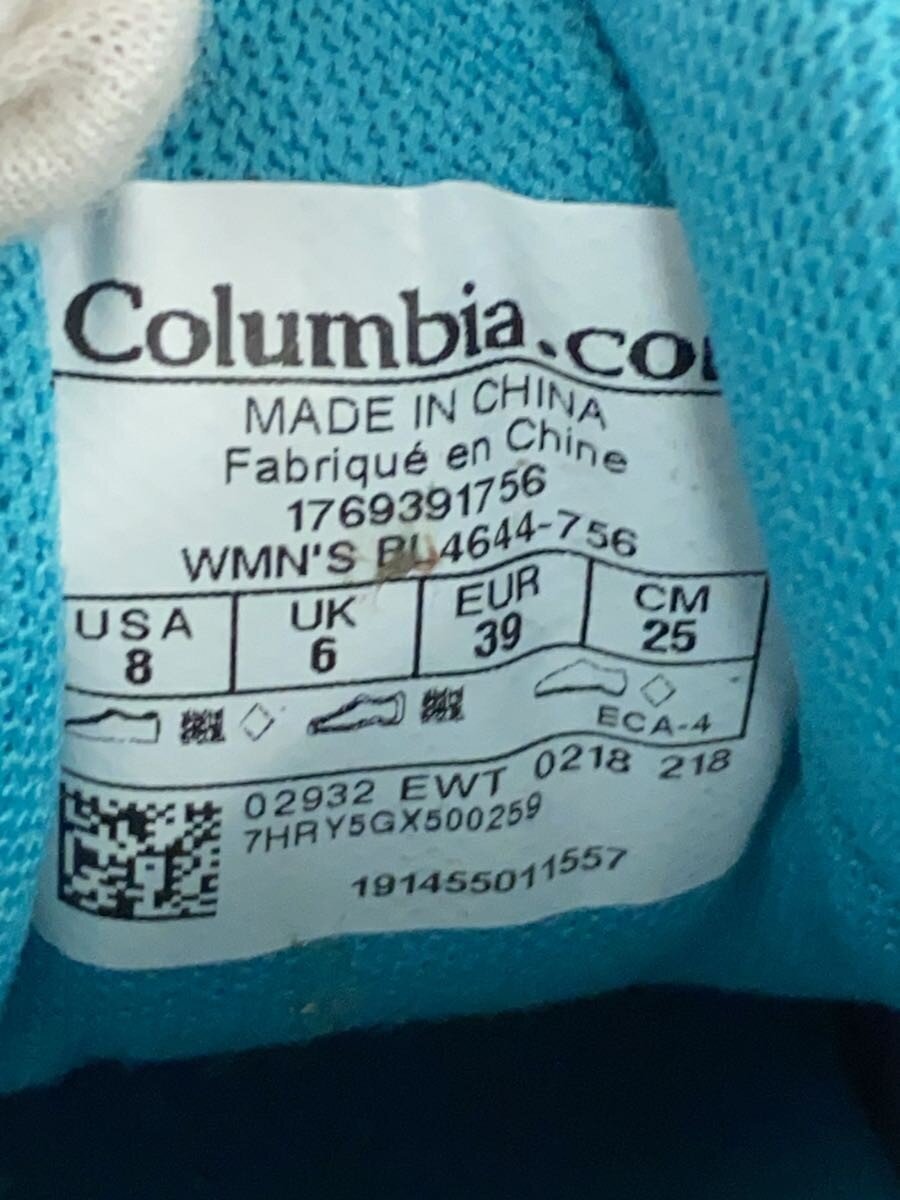 Columbia.co
MADE IN CHINA
Fabriqué en Chine
1769391756
WMN'S BL4644-756
USA UK EUR CM
8 6 39 25
ECA-4
02932 EWT 0218 218
7HRY5GX500259
191455011557